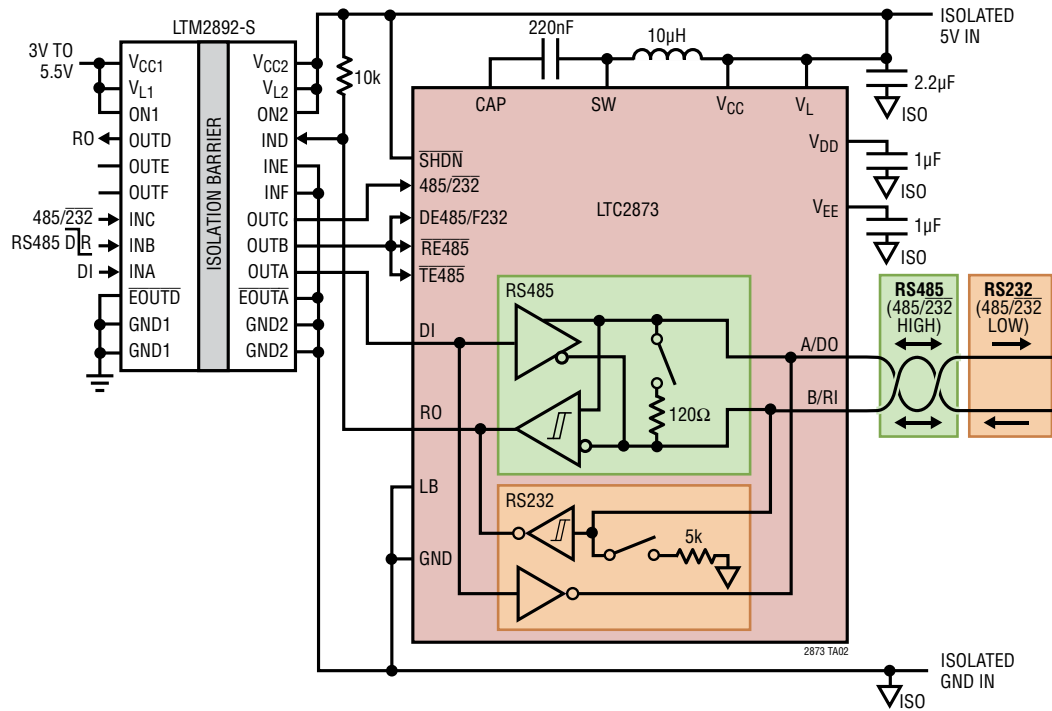 LTM2892-S
3V TO
5.5V
VCC1
VL1
ON1
RO
OUTD
OUTE
OUTF
485/232
INC
RS485 D R
INB
DI
INA
EOUTD
GND1
GND1
ISOLATION BARRIER
VCC2
VL2
ON2
IND
INE
INF
OUTC
OUTB
OUTA
EOUTA
GND2
GND2
10k
220nF
10µH
ISOLATED
5V IN
2.2µF
ISO
CAP
SW
VCC
VL
VDD
1µF
ISO
VEE
1µF
ISO
SHDN
485/232
DE485/F232
RE485
TE485
LTC2873
DI
RO
LB
GND
RS485
120Ω
RS232
5k
A/DO
B/RI
RS485
(485/232
HIGH)
RS232
(485/232
LOW)
2873 TA02
ISOLATED
GND IN
ISO